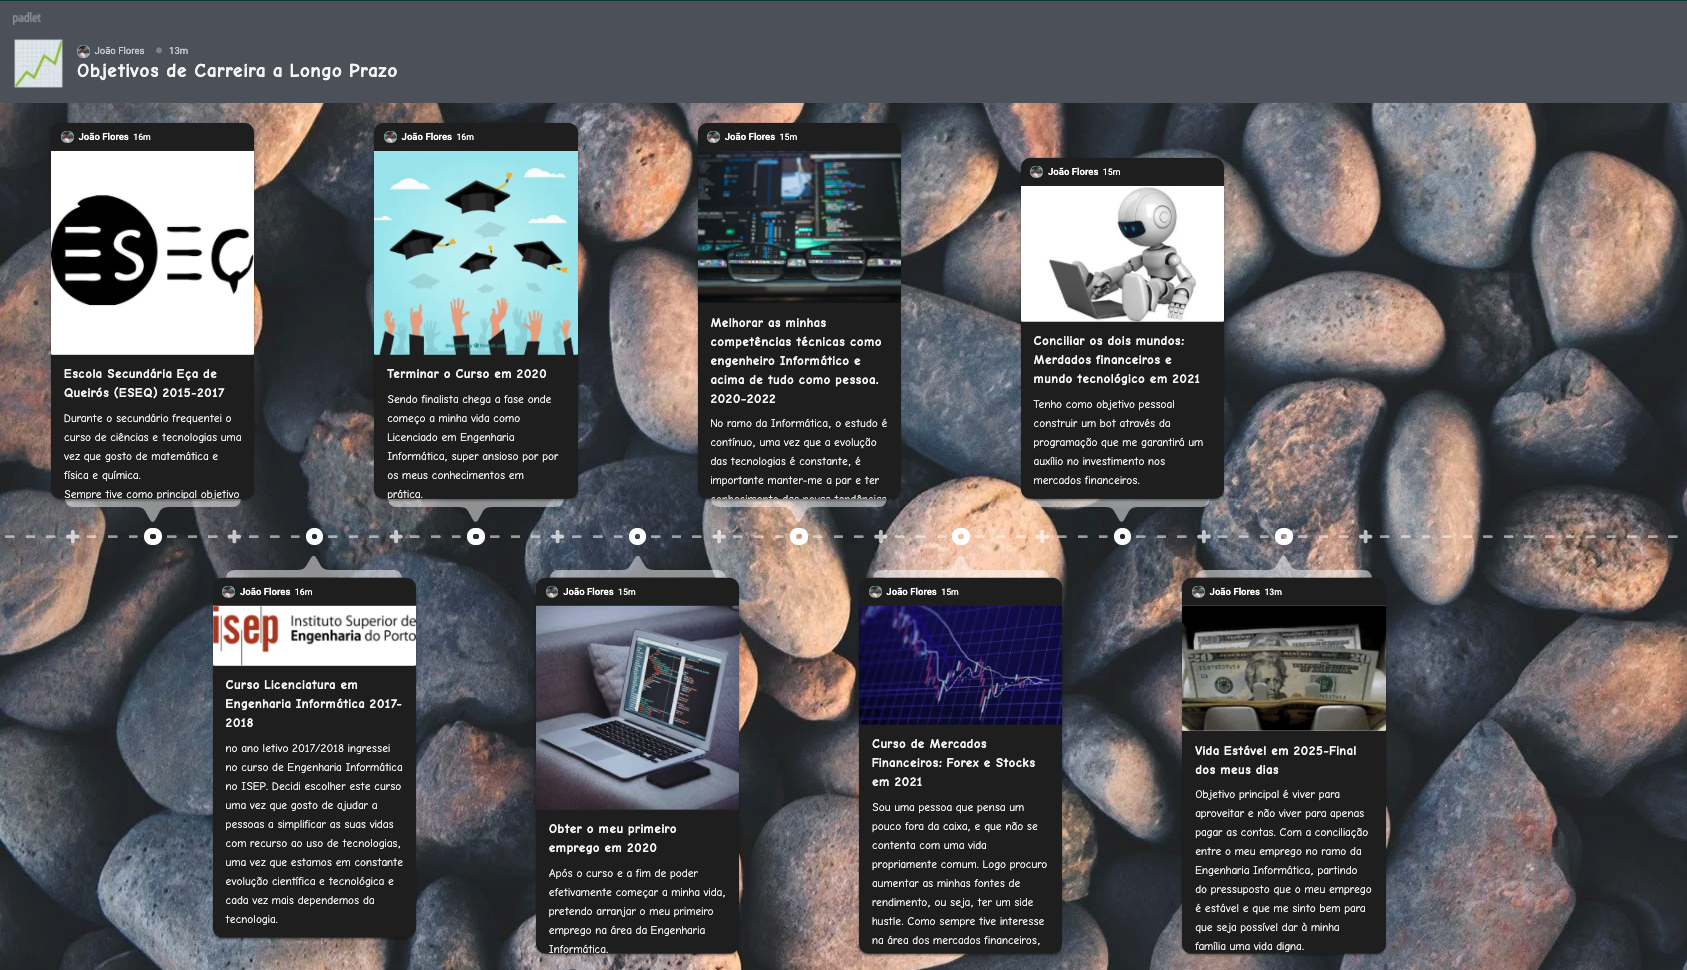 padlet
João Flores 13m
Objetivos de Carreira a Longo Prazo
João Flores 16m
ESEQ
Escola Secundária Eça de
Queirós (ESEQ) 2015-2017
Durante o secundário frequentei o
curso de ciências e tecnologias uma
vez que gosto de matemática e
física e química.
Sempre tive como principal objetivo
João Flores 16m
isep Instituto Superior de
Engenharia do Porto
Curso Licenciatura em
Engenharia Informática 2017-
2018
no ano letivo 2017/2018 ingressei
no curso de Engenharia Informática
no ISEP. Decidi escolher este curso
uma vez que gosto de ajudar a
pessoas a simplificar as suas vidas
com recurso ao uso de tecnologias,
uma vez que estamos em constante
evolução científica e tecnológica e
cada vez mais dependemos da
tecnologia.
João Flores 16m
Terminar o Curso em 2020
Sendo finalista chega a fase onde
começo a minha vida como
Licenciado em Engenharia
Informática, super ansioso por por
os meus conhecimentos em
prática.
João Flores 15m
Obter o meu primeiro
emprego em 2020
Após o curso e a fim de poder
efetivamente começar a minha vida,
pretendo arranjar o meu primeiro
emprego na área da Engenharia
Informática.
João Flores 15m
Melhorar as minhas
competências técnicas como
engenheiro Informático e
acima de tudo como pessoa.
2020-2022
No ramo da Informática, o estudo é
contínuo, uma vez que a evolução
das tecnologias é constante, é
importante manter-me a par e ter
conhecimento das novas tendências
João Flores 15m
Curso de Mercados
Financeiros: Forex e Stocks
em 2021
Sou uma pessoa que pensa um
pouco fora da caixa, e que não se
contenta com uma vida
propriamente comum. Logo procuro
aumentar as minhas fontes de
rendimento, ou seja, ter um side
hustle. Como sempre tive interesse
na área dos mercados financeiros,
João Flores 15m
Conciliar os dois mundos:
Merdados financeiros e
mundo tecnológico em 2021
Tenho como objetivo pessoal
construir um bot através da
programação que me garantirá um
auxílio no investimento nos
mercados financeiros.
João Flores 13m
20
Vida Estável em 2025-Final
dos meus dias
Objetivo principal é viver para
aproveitar e não viver para apenas
pagar as contas. Com a conciliação
entre o meu emprego no ramo da
Engenharia Informática, partindo
do pressuposto que o meu emprego
é estável e que me sinto bem para
que seja possível dar à minha
família uma vida digna.